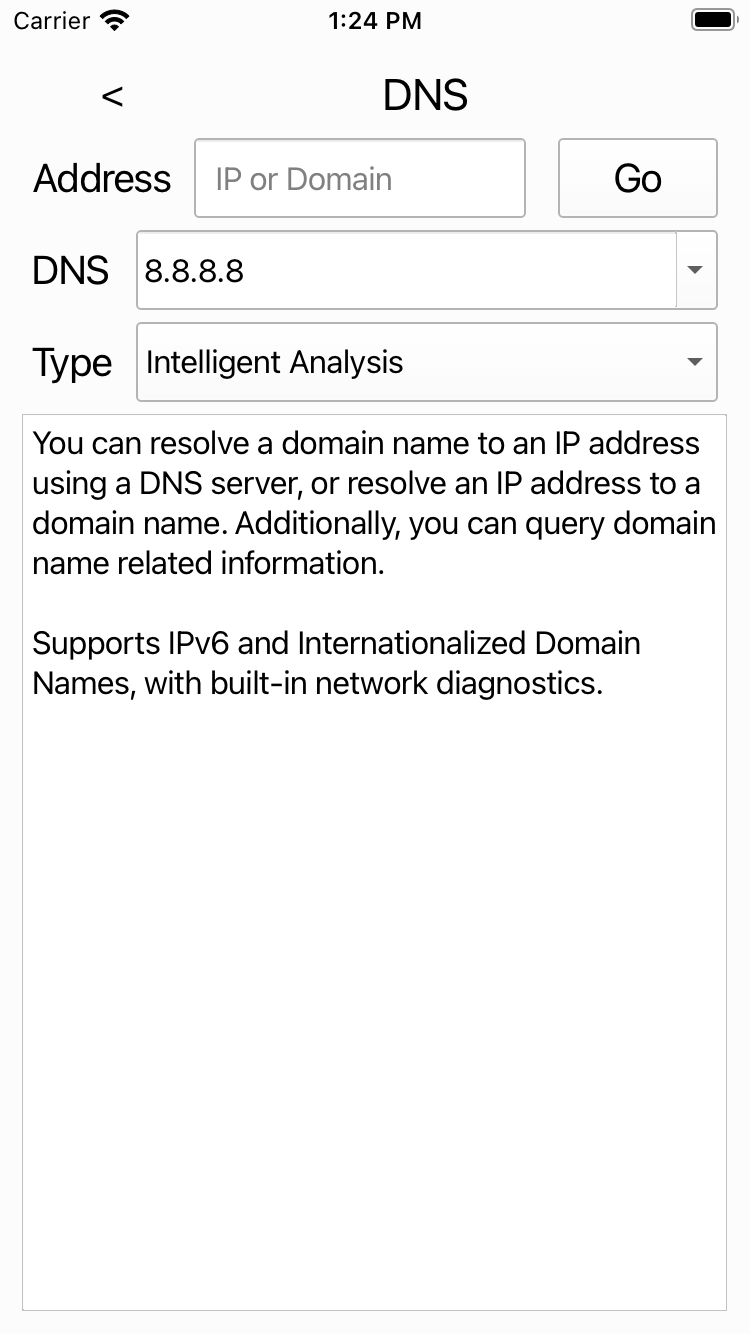 Carrier 1:24 PM
< DNS
Address IP or Domain Go
DNS 8.8.8.8
Type Intelligent Analysis
You can resolve a domain name to an IP address
using a DNS server, or resolve an IP address to a
domain name. Additionally, you can query domain
name related information.
Supports IPv6 and Internationalized Domain
Names, with built-in network diagnostics.